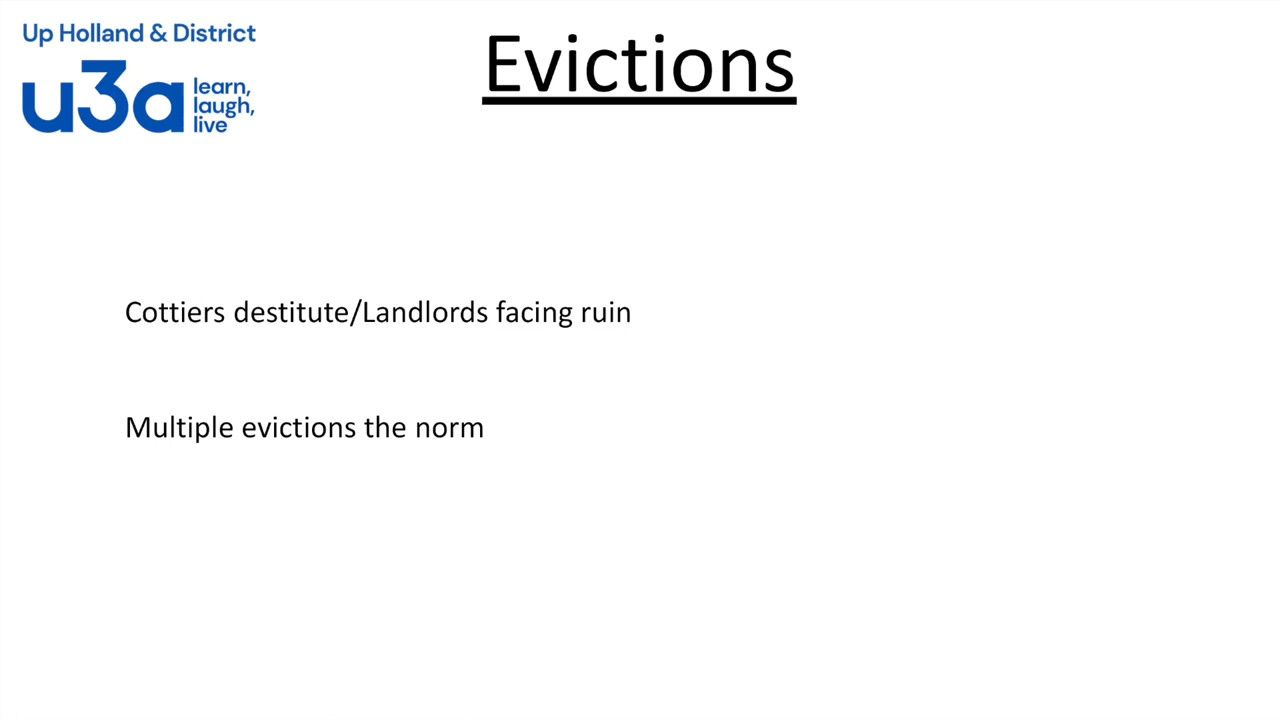 Up Holland & District
u3a
learn,
laugh,
live
Evictions
Cottiers destitute/Landlords facing ruin
Multiple evictions the norm